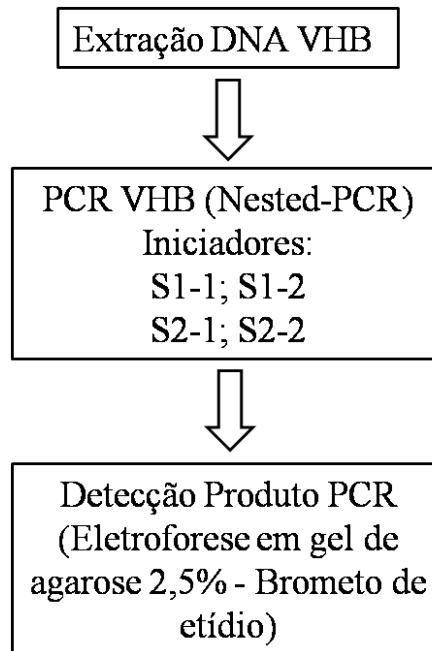 Extração DNA VHB
PCR VHB (Nested-PCR)
Iniciadores:
S1-1; S1-2
S2-1; S2-2
Detecção Produto PCR
(Eletroforese em gel de
agarose 2,5% - Brometo de
etídio)